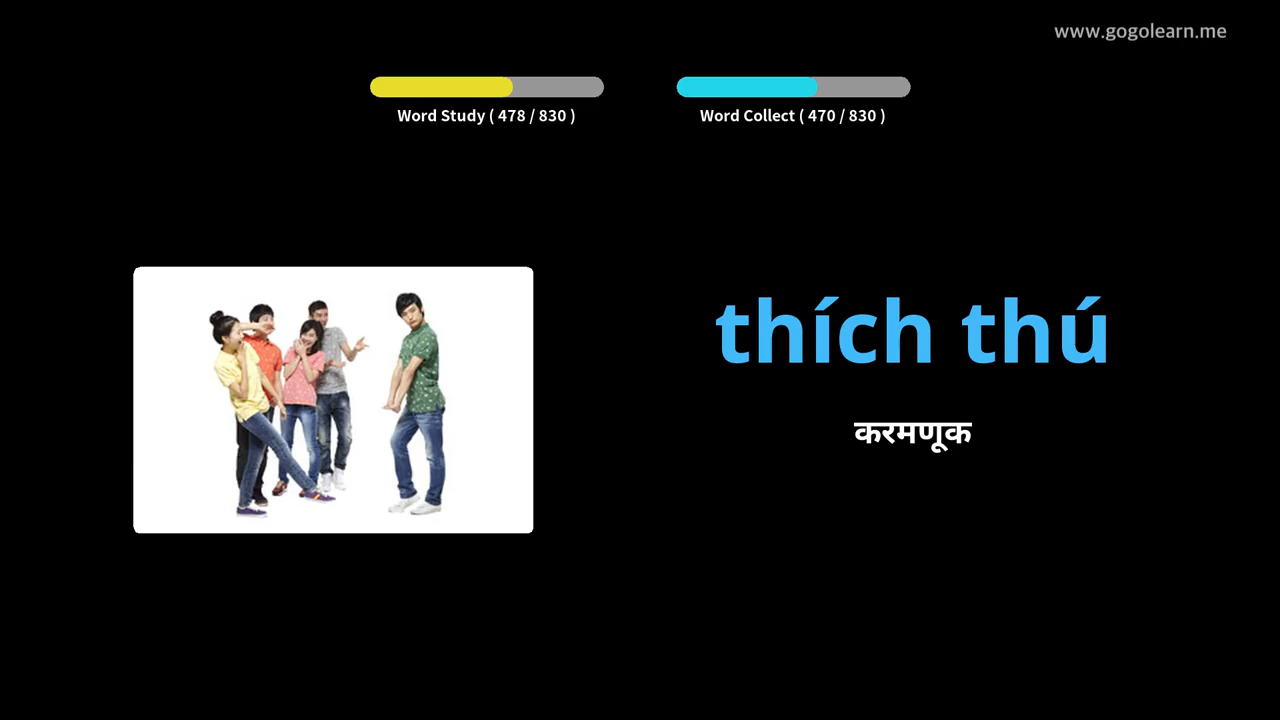 www.gogolearn.me
Word Study ( 478 / 830 )
Word Collect ( 470 / 830 )
thích thú
करमणूक